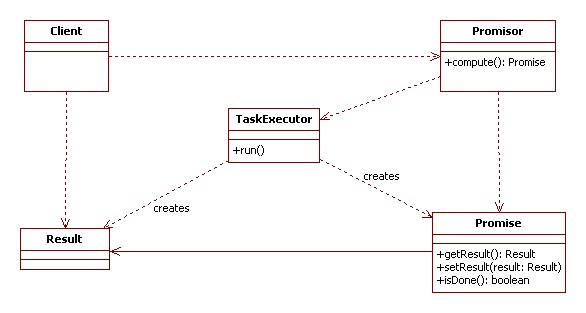 Client
Promisor
+compute(): Promise
TaskExecutor
+run()
creates
creates
Result
Promise
+getResult(): Result
+setResult(result: Result)
+isDone(): boolean